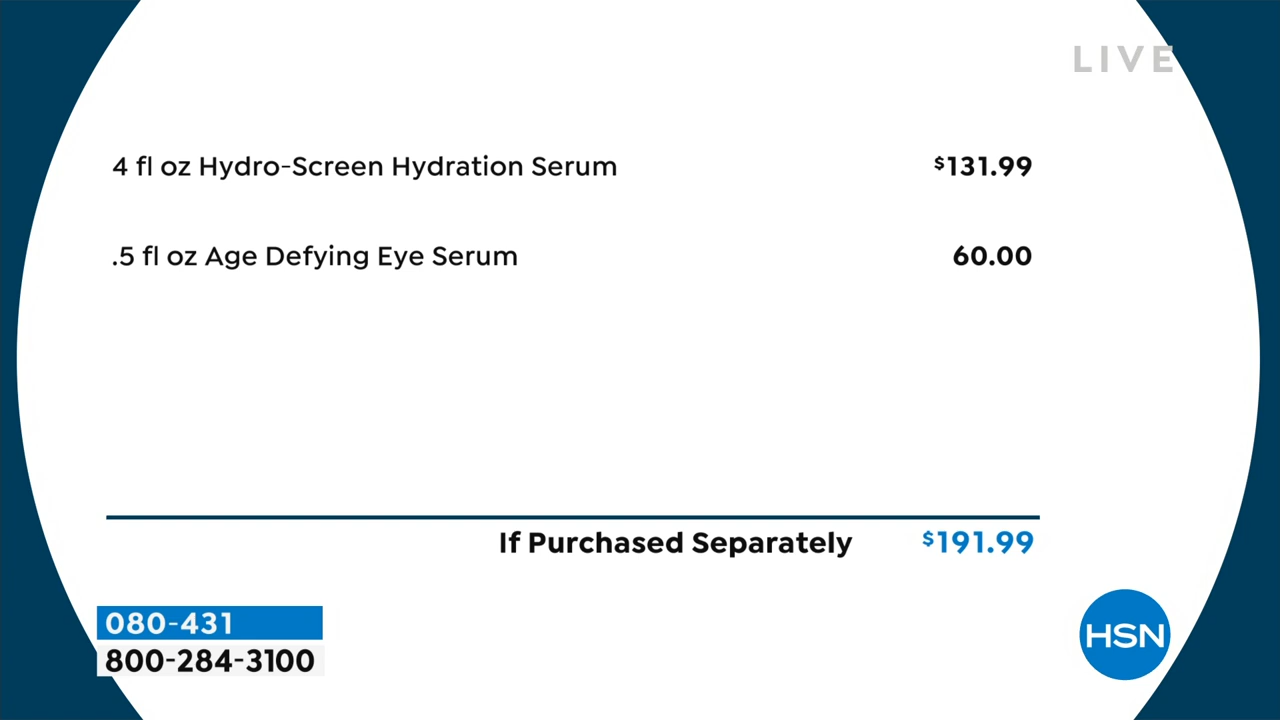 LIVE
4 fl oz Hydro-Screen Hydration Serum $131.99
.5 fl oz Age Defying Eye Serum 60.00
If Purchased Separately $191.99
080-431
800-284-3100
HSN